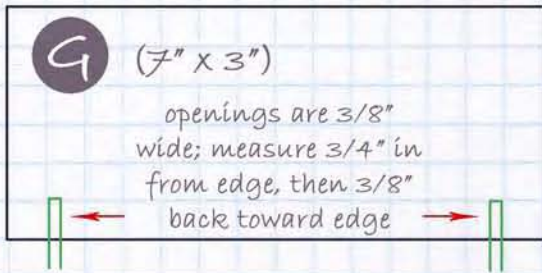 G (7" x 3")
openings are 3/8"
wide; measure 3/4" in
from edge, then 3/8"
back toward edge